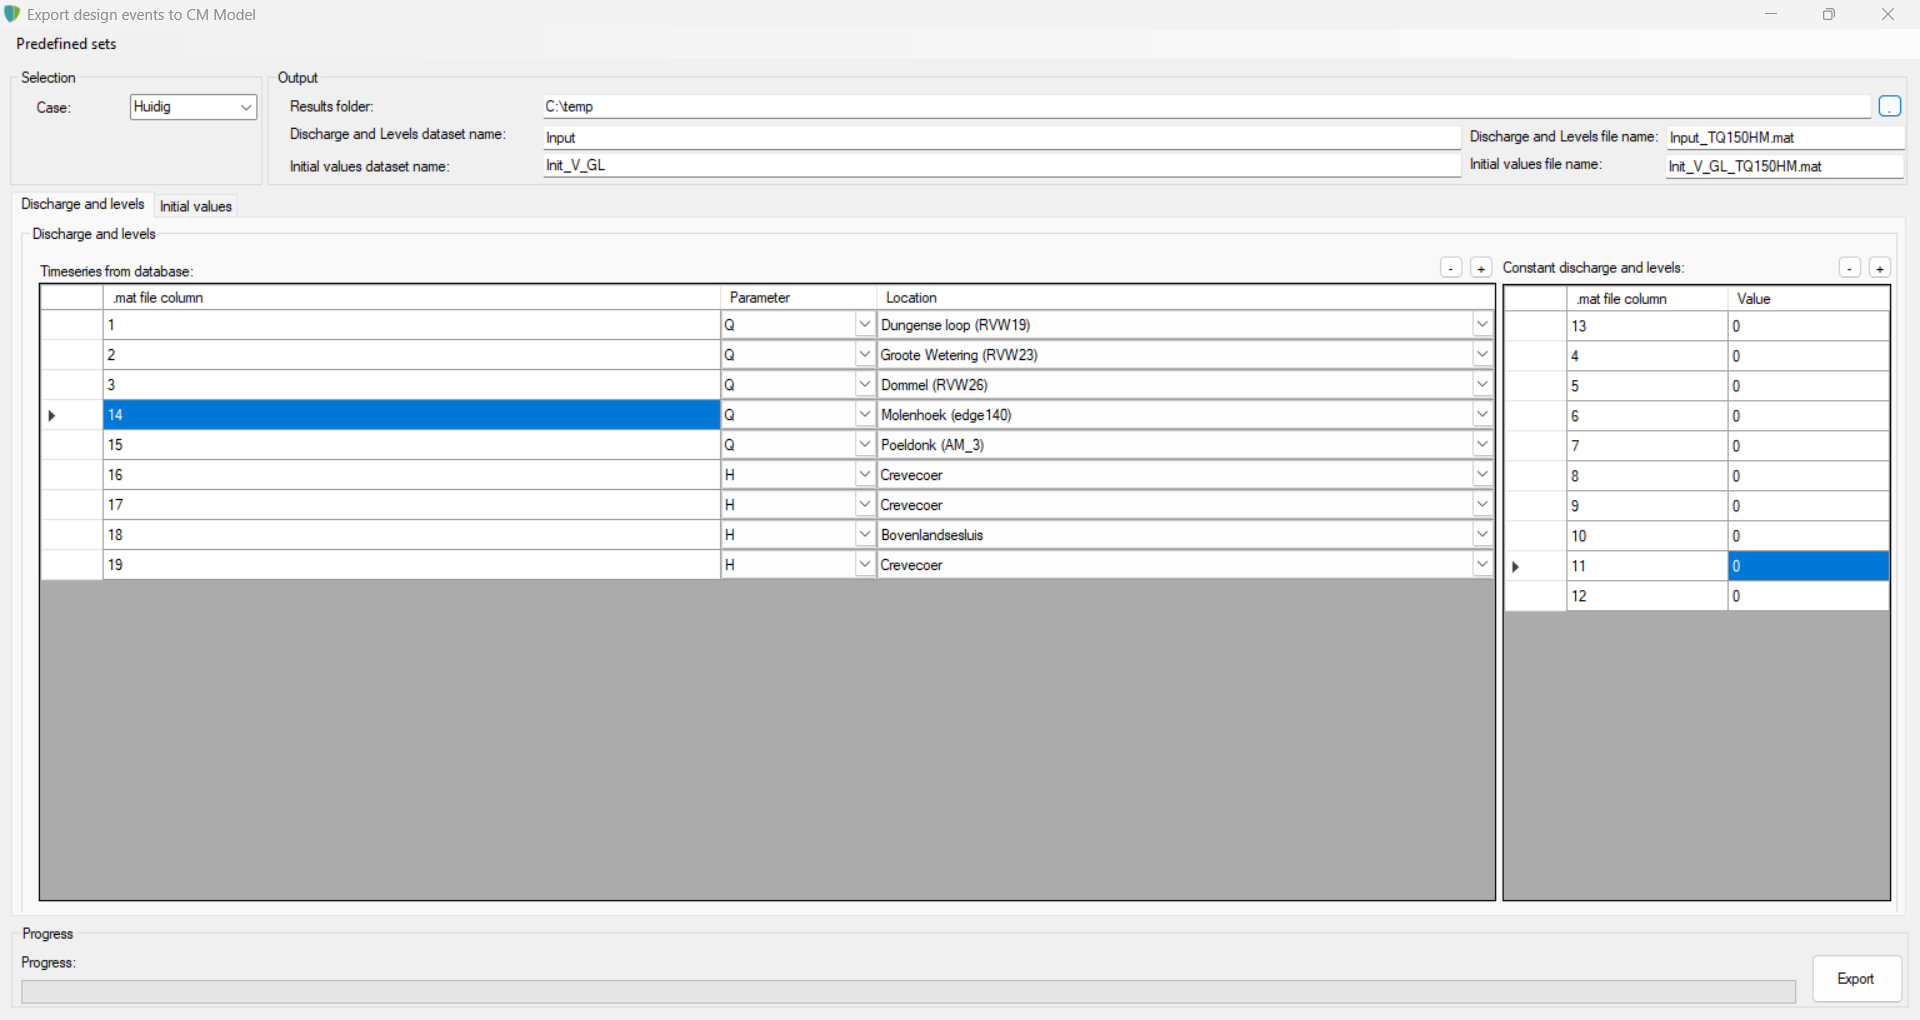 Export design events to CM Model
Predefined sets
Selection
Case:
Huidig
Output
Results folder:
C:\temp
.
Discharge and Levels dataset name:
Input
Discharge and Levels file name:
Input_TQ150HM.mat
Initial values dataset name:
Init_V_GL
Initial values file name:
Init_V_GL_TQ150HM.mat
Discharge and levels
Initial values
Discharge and levels
Timeseries from database:
-
+
.mat file column Parameter Location
1 Q Dungense loop (RVW19)
2 Q Groote Wetering (RVW23)
3 Q Dommel (RVW26)
14 Q Molenhoek (edge140)
15 Q Poeldonk (AM_3)
16 H Crevecoer
17 H Crevecoer
18 H Bovenlandsesluis
19 H Crevecoer
Constant discharge and levels:
-
+
.mat file column Value
13 0
4 0
5 0
6 0
7 0
8 0
9 0
10 0
11 0
12 0
Progress
Progress:
Export